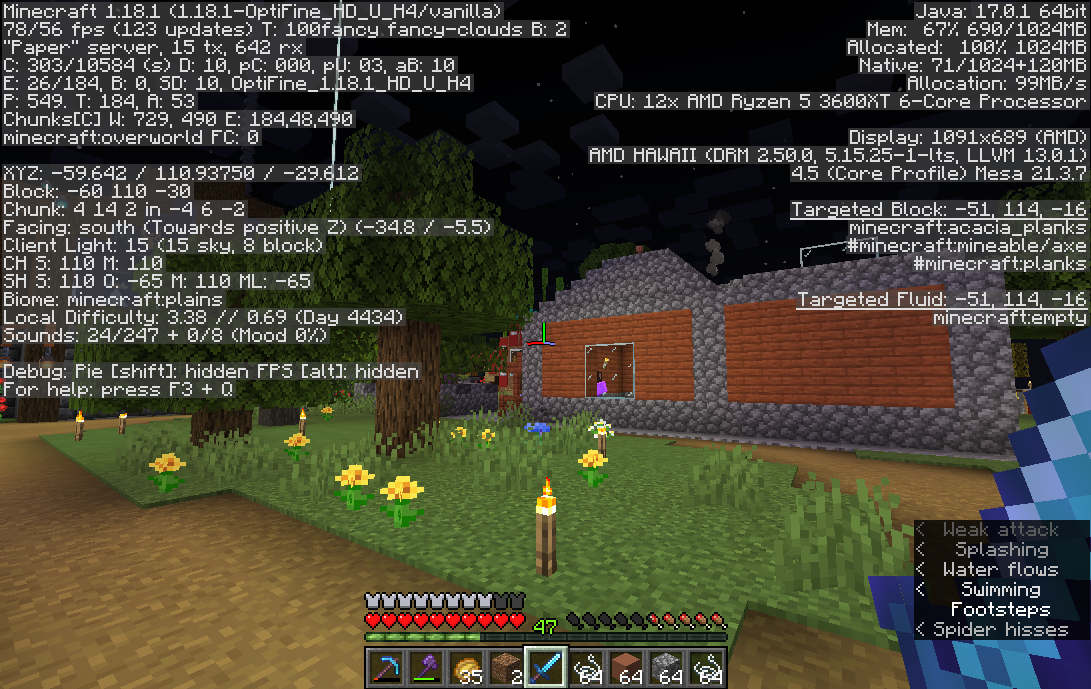 Minecraft 1.18.1 (1.18.1-OptiFine_HD_U_H4/vanilla)
78/56 fps (123 updates) T: 100fancy fancy-clouds B: 2
"Paper" server, 15 tx, 642 rx
C: 303/10584 (s) D: 10, pC: 000, pU: 03, aB: 10
E: 26/184, B: 0, SD: 10, OptiFine_1.18.1_HD_U_H4
P: 549. T: 184, A: 53
Chunks[C] W: 729, 490 E: 184,48,490
minecraft:overworld FC: 0
XYZ: -59.642 / 110.93750 / -29.612
Block: -60 110 -30
Chunk: 4 14 2 in -4 6 -2
Facing: south (Towards positive Z) (-34.8 / -5.5)
Client Light: 15 (15 sky, 8 block)
CH S: 110 M: 110
SH S: 110 O: -65 M: 110 ML: -65
Biome: minecraft:plains
Local Difficulty: 3.38 // 0.69 (Day 4434)
Sounds: 24/247 + 0/8 (Mood 0%)
Debug: Pie [shift]: hidden FPS [alt]: hidden
For help: press F3 + Q
Java: 17.0.1 64bit
Mem: 67% 690/1024MB
Allocated: 100% 1024MB
Native: 71/1024+120MB
Allocation: 99MB/s
CPU: 12x AMD Ryzen 5 3600XT 6-Core Processor
Display: 1091x689 (AMD)
AMD HAWAII (DRM 2.50.0, 5.15.25-1-lts, LLVM 13.0.1)
4.5 (Core Profile) Mesa 21.3.7
Targeted Block: -51, 114, -16
minecraft:acacia_planks
#minecraft:mineable/axe
#minecraft:planks
Targeted Fluid: -51, 114, -16
minecraft:empty
< Weak attack
< Splashing
< Water flows
< Swimming
Footsteps
< Spider hisses
47
35 2 64 64 64 64